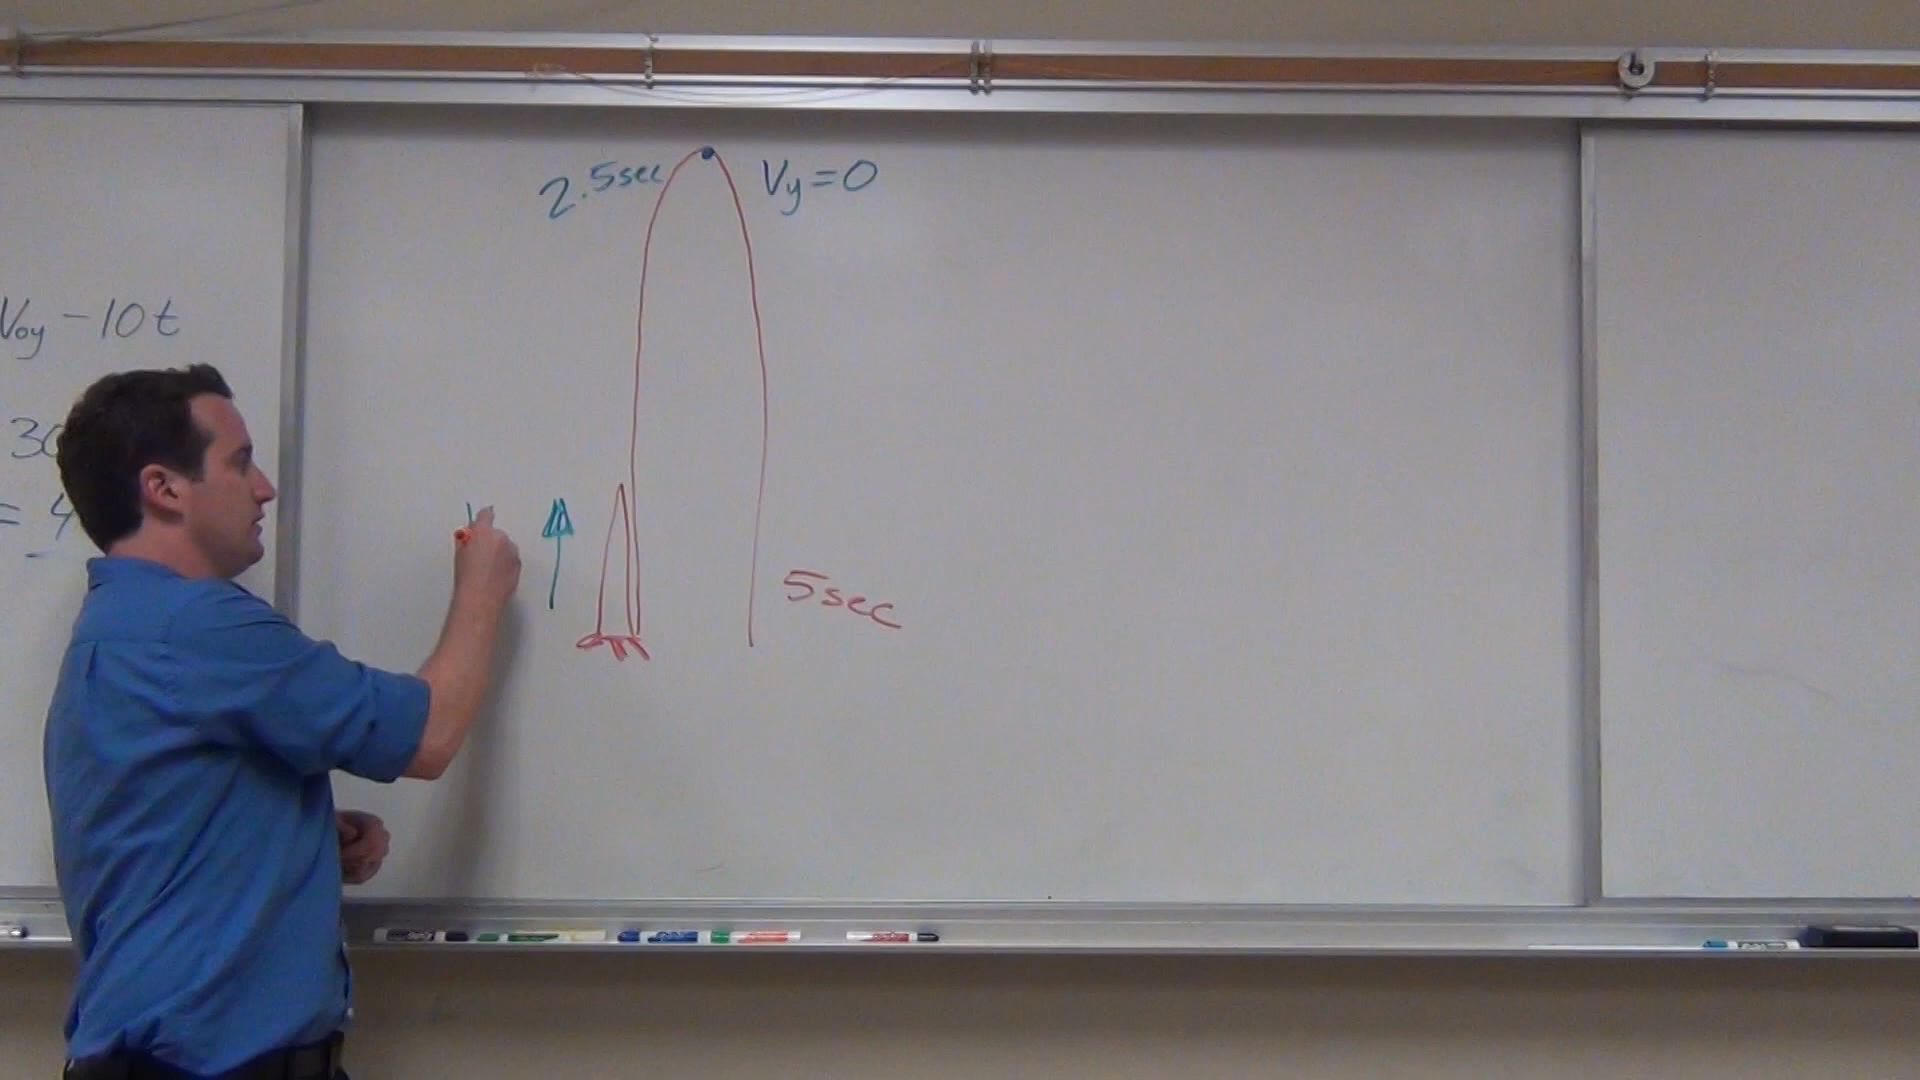 Voy - 10t
30
= 4
2.5sec
Vy = 0
5sec